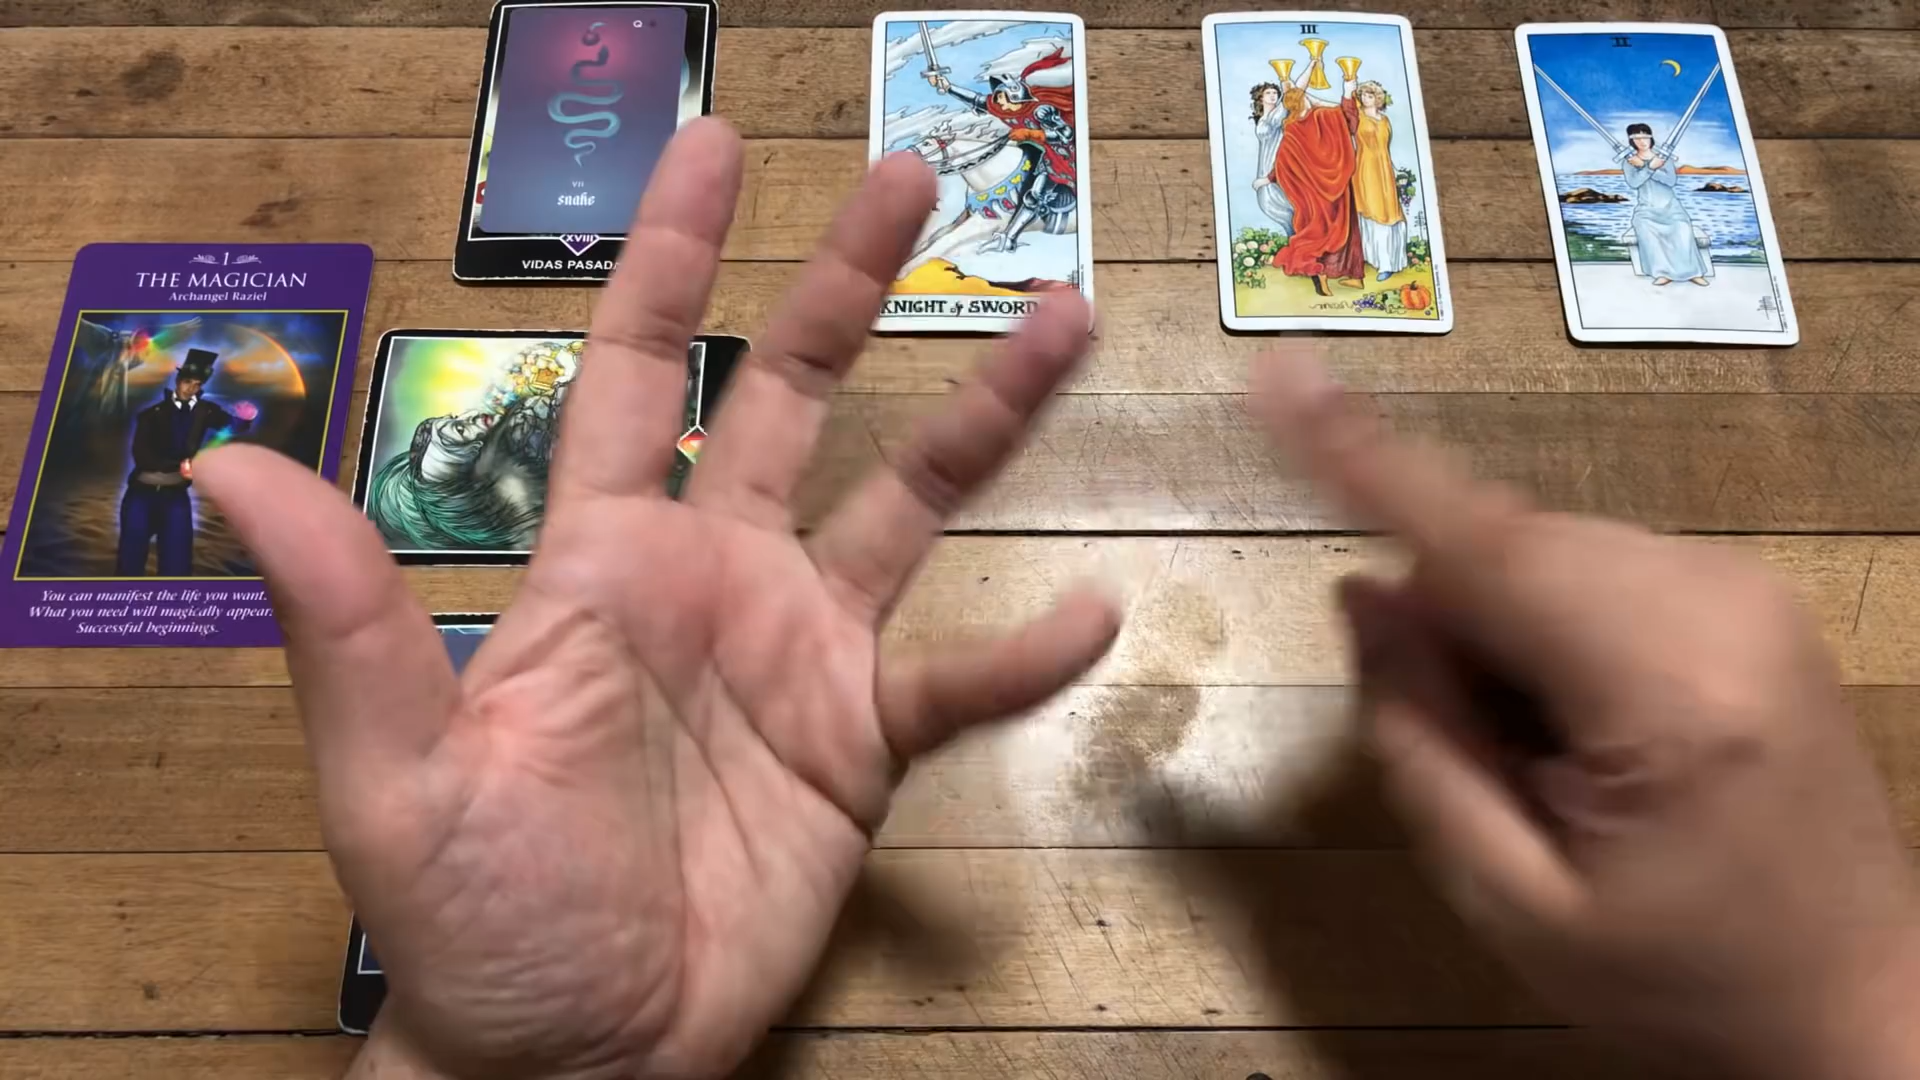 Q
VII
snake
XVIII
VIDAS PASAD
KNIGHT of SWORD
III
II
1
THE MAGICIAN
Archangel Raziel
You can manifest the life you want.
What you need will magically appear.
Successful beginnings.